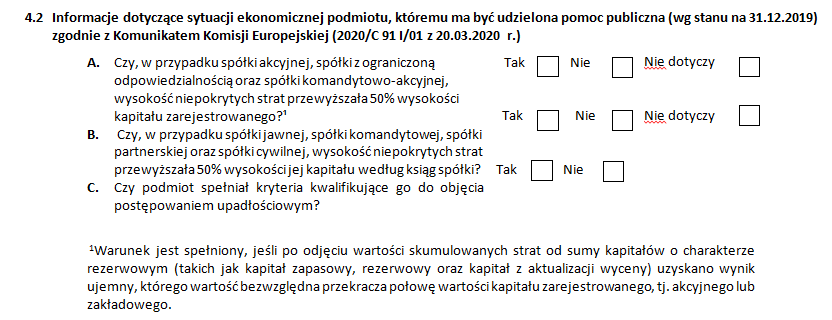 4.2 Informacje dotyczące sytuacji ekonomicznej podmiotu, któremu ma być udzielona pomoc publiczna (wg stanu na 31.12.2019)
zgodnie z Komunikatem Komisji Europejskiej (2020/C 91 I/01 z 20.03.2020 r.)
A. Czy, w przypadku spółki akcyjnej, spółki z ograniczoną Tak Nie Nie dotyczy
odpowiedzialnością oraz spółki komandytowo-akcyjnej,
wysokość niepokrytych strat przewyższała 50% wysokości
kapitału zarejestrowanego?¹ Tak Nie Nie dotyczy
B. Czy, w przypadku spółki jawnej, spółki komandytowej, spółki
partnerskiej oraz spółki cywilnej, wysokość niepokrytych strat
przewyższała 50% wysokości jej kapitału według ksiąg spółki? Tak Nie
C. Czy podmiot spełniał kryteria kwalifikujące go do objęcia
postępowaniem upadłościowym?
¹Warunek jest spełniony, jeśli po odjęciu wartości skumulowanych strat od sumy kapitałów o charakterze
rezerwowym (takich jak kapitał zapasowy, rezerwowy oraz kapitał z aktualizacji wyceny) uzyskano wynik
ujemny, którego wartość bezwzględna przekracza połowę wartości kapitału zarejestrowanego, tj. akcyjnego lub
zakładowego.